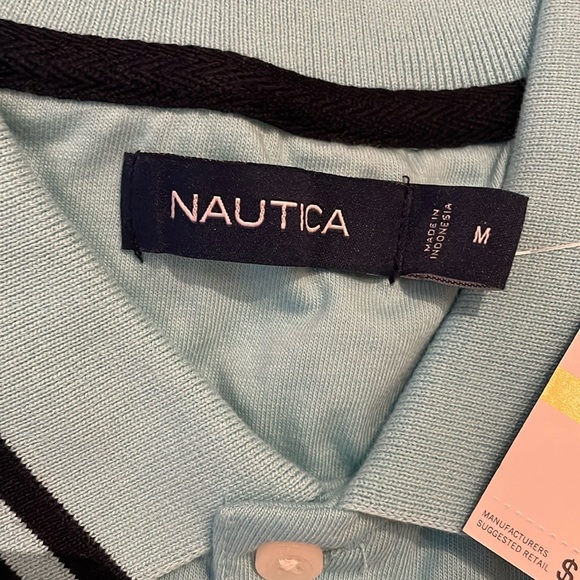 NAUTICA
MADE IN
INDONESIA
M
MANUFACTURERS
SUGGESTED RETAIL
$